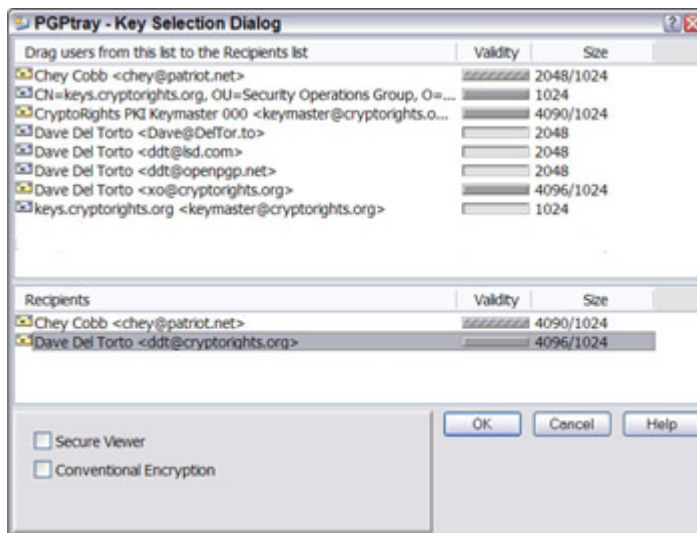 PGPtray - Key Selection Dialog
Drag users from this list to the Recipients list Validity Size
Chey Cobb <chey@patriot.net> 2048/1024
CN=keys.cryptorights.org, OU=Security Operations Group, O=... 1024
CryptoRights PKI Keymaster 000 <keymaster@cryptorights.o... 4090/1024
Dave Del Torto <Dave@DelTor.to> 2048
Dave Del Torto <ddt@lsd.com> 2048
Dave Del Torto <ddt@openpgp.net> 2048
Dave Del Torto <xo@cryptorights.org> 4096/1024
keys.cryptorights.org <keymaster@cryptorights.org> 1024
Recipients Validity Size
Chey Cobb <chey@patriot.net> 4090/1024
Dave Del Torto <ddt@cryptorights.org> 4096/1024
Secure Viewer
Conventional Encryption
OK Cancel Help